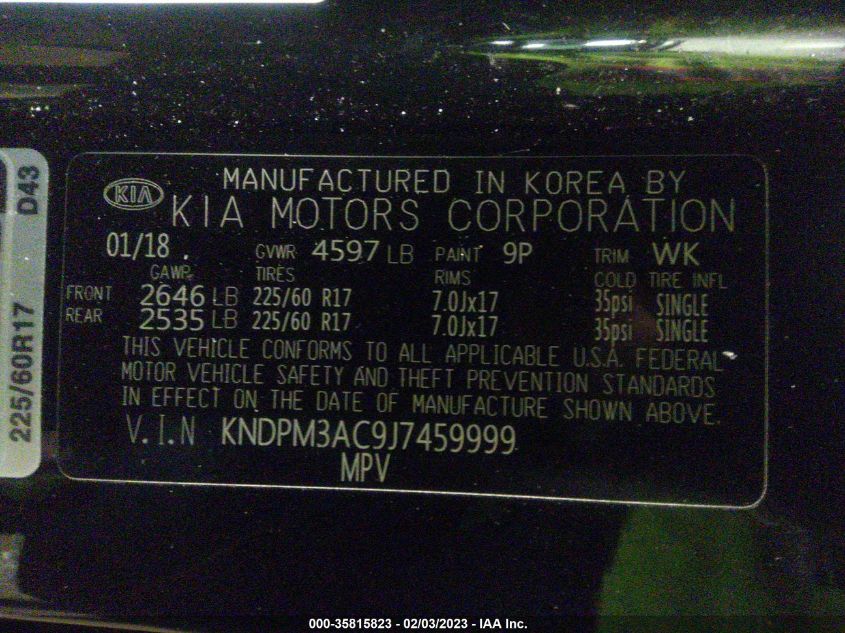 KIA
MANUFACTURED IN KOREA BY
KIA MOTORS CORPORATION
01/18 . GVWR 4597 LB PAINT 9P TRIM WK
GAWR TIRES RIMS COLD TIRE INFL
FRONT 2646 LB 225/60 R17 7.0Jx17 35psi SINGLE
REAR 2535 LB 225/60 R17 7.0Jx17 35psi SINGLE
THIS VEHICLE CONFORMS TO ALL APPLICABLE U.S.A. FEDERAL
MOTOR VEHICLE SAFETY AND THEFT PREVENTION STANDARDS
IN EFFECT ON THE DATE OF MANUFACTURE SHOWN ABOVE.
V.I.N KNDPM3AC9J7459999
MPV
225/60R17 D43
000-35815823 - 02/03/2023 - IAA Inc.